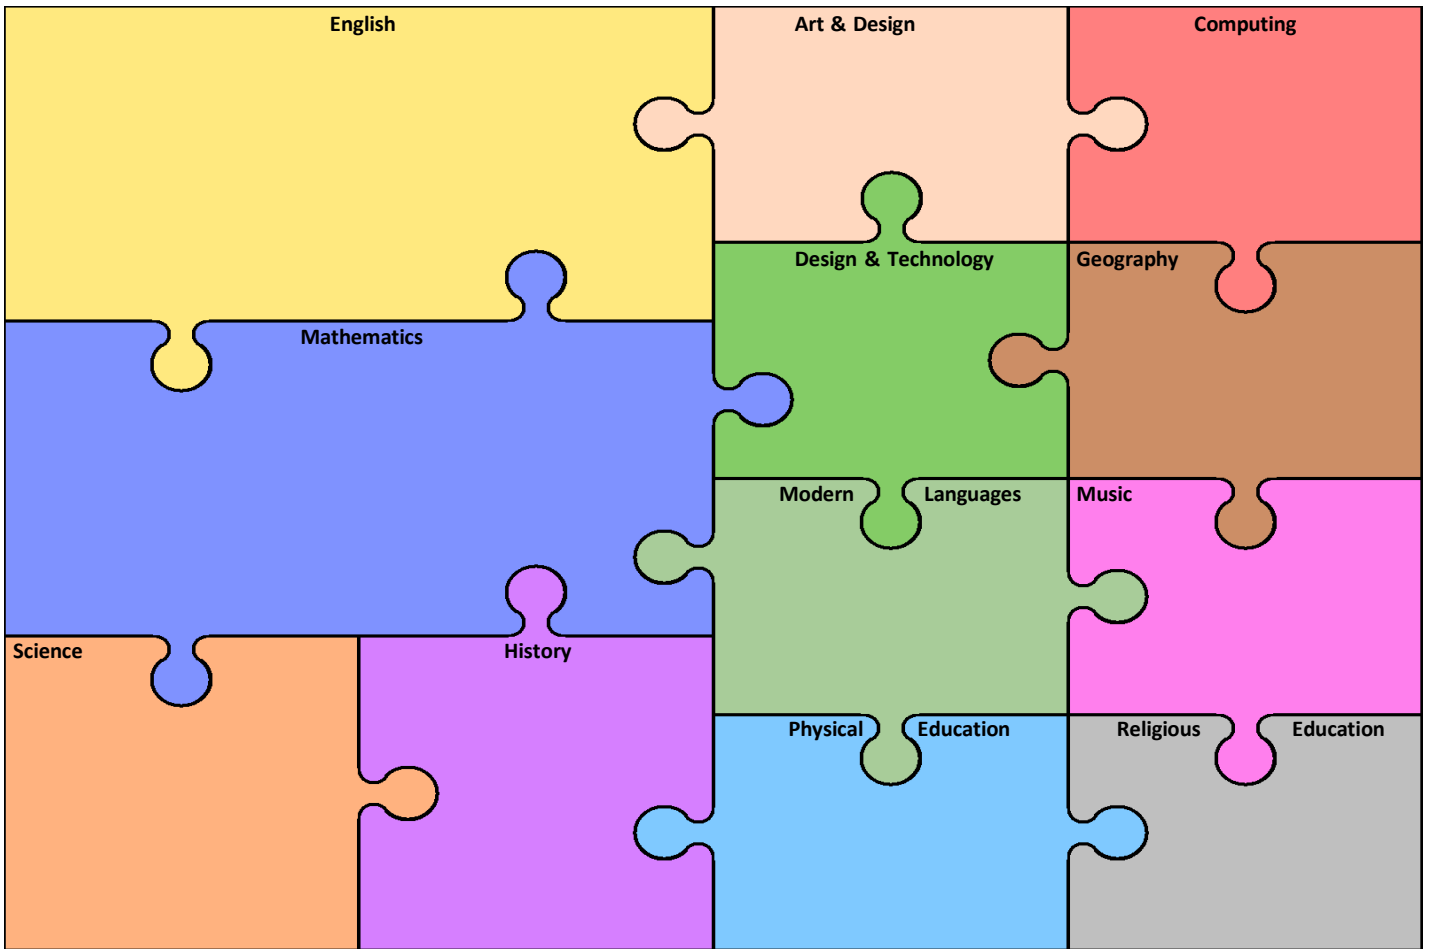 English
Art & Design
Computing
Mathematics
Design & Technology
Geography
Modern Languages
Music
Science
History
Physical Education
Religious Education